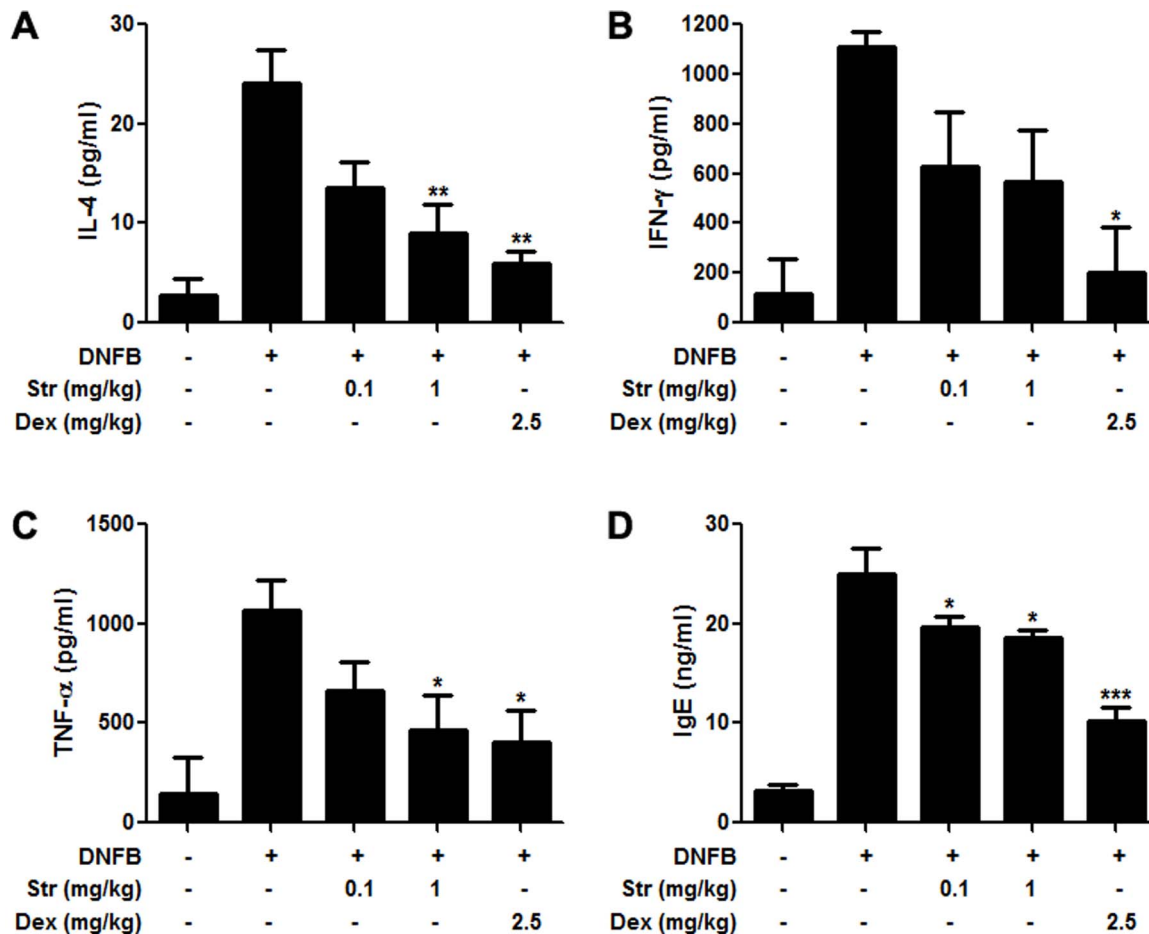 A
IL-4 (pg/ml)
30
20
10
0
**
**
DNFB - + + + +
Str (mg/kg) - - 0.1 1 -
Dex (mg/kg) - - - - 2.5
B
IFN-γ (pg/ml)
1200
1000
800
600
400
200
0
*
DNFB - + + + +
Str (mg/kg) - - 0.1 1 -
Dex (mg/kg) - - - - 2.5
C
TNF-α (pg/ml)
1500
1000
500
0
*
*
DNFB - + + + +
Str (mg/kg) - - 0.1 1 -
Dex (mg/kg) - - - - 2.5
D
IgE (ng/ml)
30
20
10
0
*
*
***
DNFB - + + + +
Str (mg/kg) - - 0.1 1 -
Dex (mg/kg) - - - - 2.5